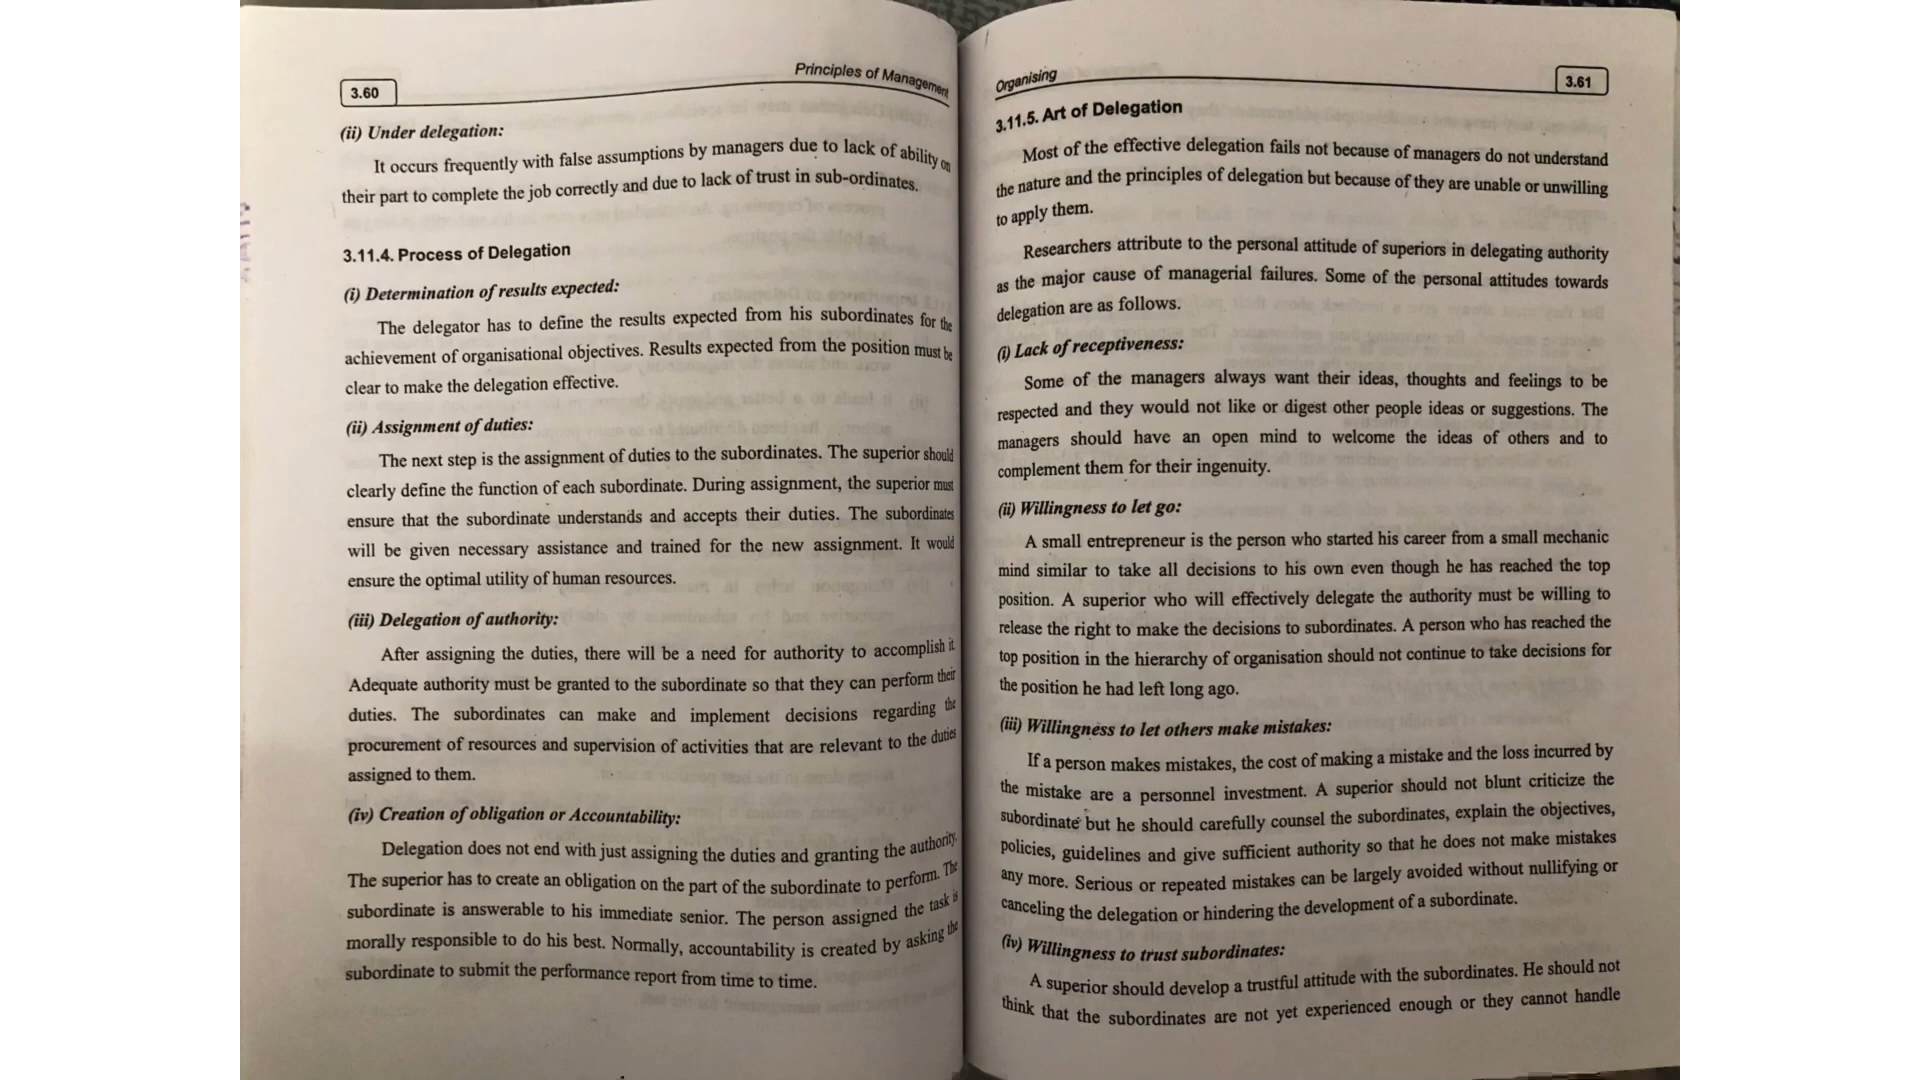 3.60
Principles of Management
(ii) Under delegation:
It occurs frequently with false assumptions by managers due to lack of ability on
their part to complete the job correctly and due to lack of trust in sub-ordinates.
3.11.4. Process of Delegation
(i) Determination of results expected:
The delegator has to define the results expected from his subordinates for the
achievement of organisational objectives. Results expected from the position must be
clear to make the delegation effective.
(ii) Assignment of duties:
The next step is the assignment of duties to the subordinates. The superior should
clearly define the function of each subordinate. During assignment, the superior must
ensure that the subordinate understands and accepts their duties. The subordinates
will be given necessary assistance and trained for the new assignment. It would
ensure the optimal utility of human resources.
(iii) Delegation of authority:
After assigning the duties, there will be a need for authority to accomplish it.
Adequate authority must be granted to the subordinate so that they can perform their
duties. The subordinates can make and implement decisions regarding the
procurement of resources and supervision of activities that are relevant to the duties
assigned to them.
(iv) Creation of obligation or Accountability:
Delegation does not end with just assigning the duties and granting the authority.
The superior has to create an obligation on the part of the subordinate to perform. The
subordinate is answerable to his immediate senior. The person assigned the task is
morally responsible to do his best. Normally, accountability is created by asking the
subordinate to submit the performance report from time to time.
Organising
3.61
3.11.5. Art of Delegation
Most of the effective delegation fails not because of managers do not understand
the nature and the principles of delegation but because of they are unable or unwilling
to apply them.
Researchers attribute to the personal attitude of superiors in delegating authority
as the major cause of managerial failures. Some of the personal attitudes towards
delegation are as follows.
(i) Lack of receptiveness:
Some of the managers always want their ideas, thoughts and feelings to be
respected and they would not like or digest other people ideas or suggestions. The
managers should have an open mind to welcome the ideas of others and to
complement them for their ingenuity.
(ii) Willingness to let go:
A small entrepreneur is the person who started his career from a small mechanic
mind similar to take all decisions to his own even though he has reached the top
position. A superior who will effectively delegate the authority must be willing to
release the right to make the decisions to subordinates. A person who has reached the
top position in the hierarchy of organisation should not continue to take decisions for
the position he had left long ago.
(iii) Willingness to let others make mistakes:
If a person makes mistakes, the cost of making a mistake and the loss incurred by
the mistake are a personnel investment. A superior should not blunt criticize the
subordinate but he should carefully counsel the subordinates, explain the objectives,
policies, guidelines and give sufficient authority so that he does not make mistakes
any more. Serious or repeated mistakes can be largely avoided without nullifying or
canceling the delegation or hindering the development of a subordinate.
(iv) Willingness to trust subordinates:
A superior should develop a trustful attitude with the subordinates. He should not
think that the subordinates are not yet experienced enough or they cannot handle